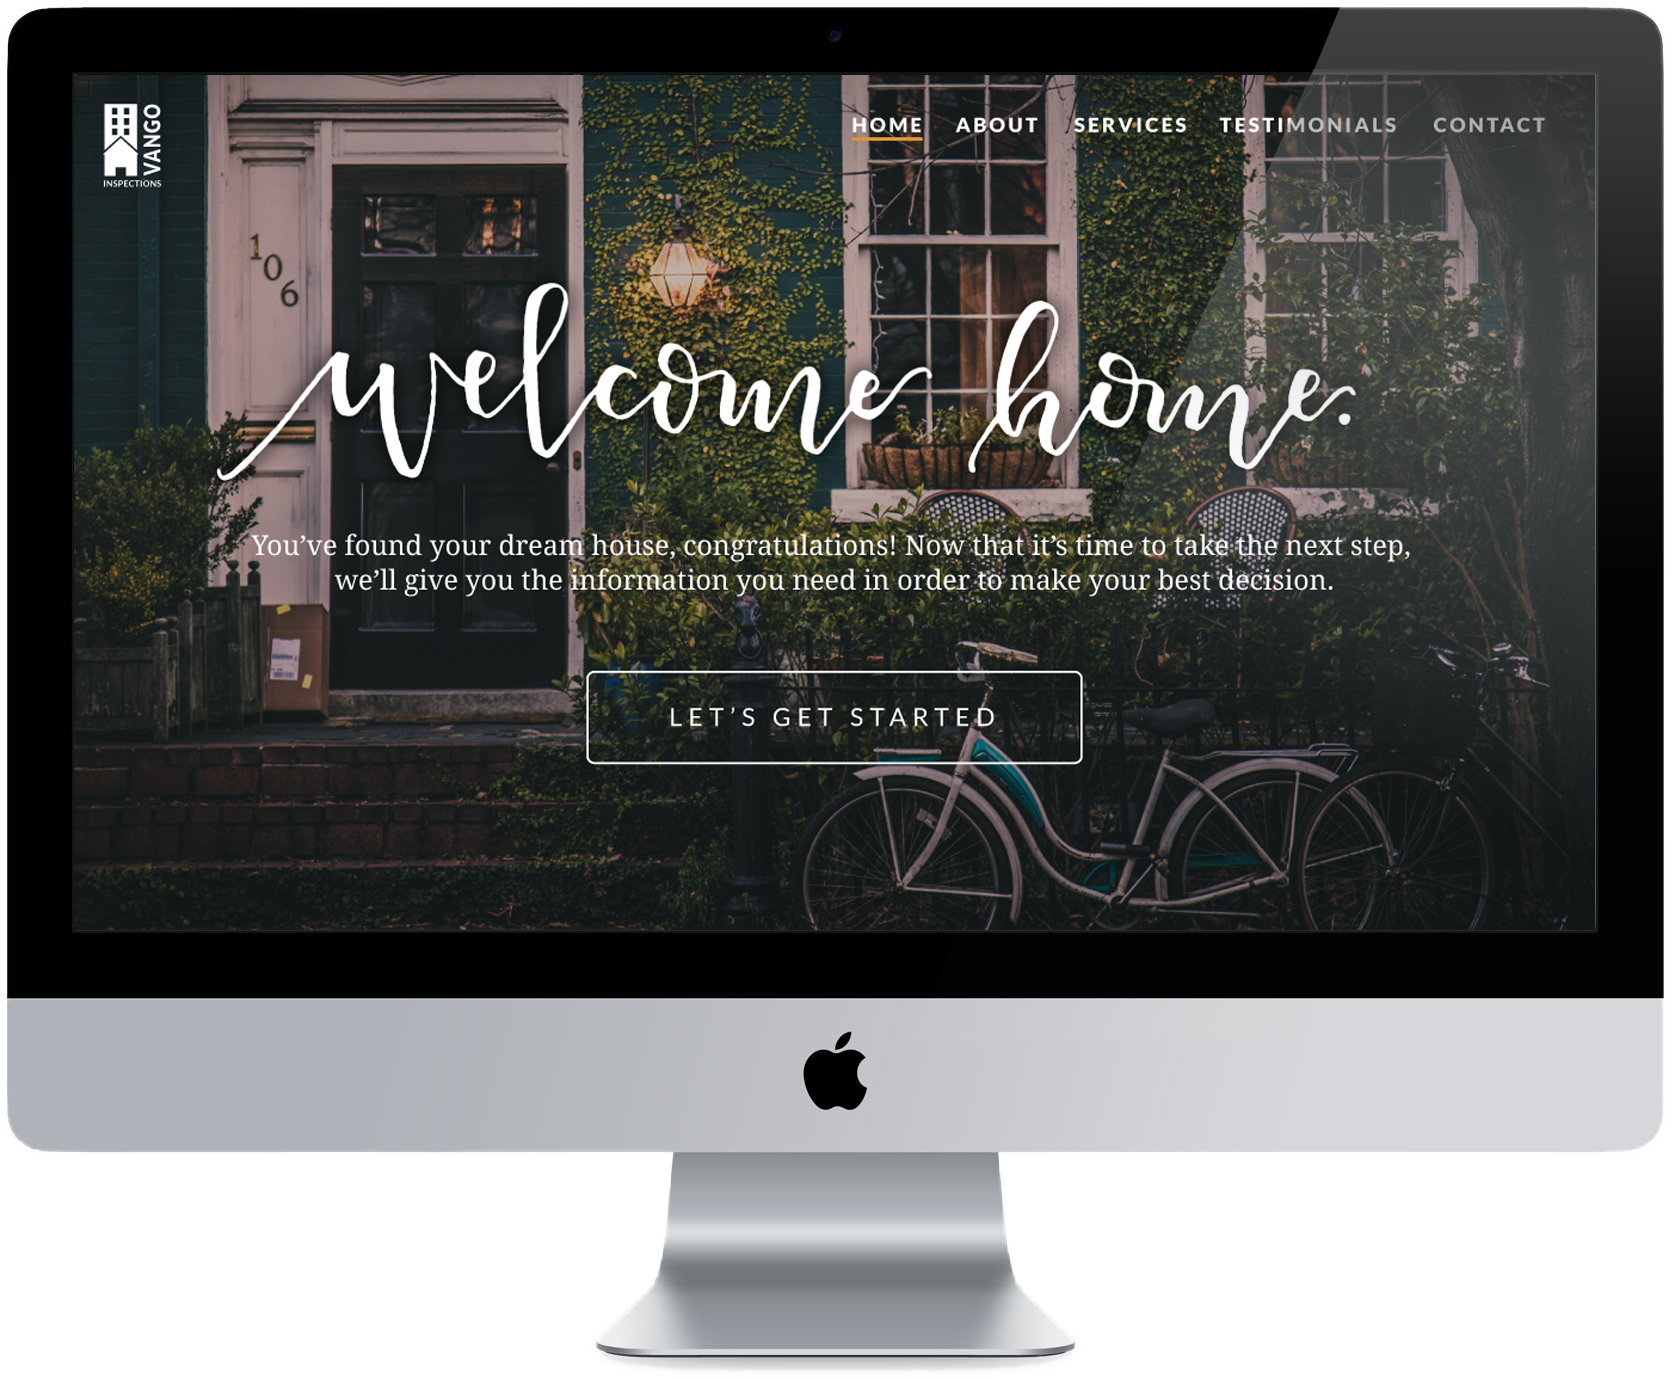 VANGO
INSPECTIONS
HOME ABOUT SERVICES TESTIMONIALS CONTACT
106
welcome home.
You’ve found your dream house, congratulations! Now that it’s time to take the next step,
we’ll give you the information you need in order to make your best decision.
LET’S GET STARTED